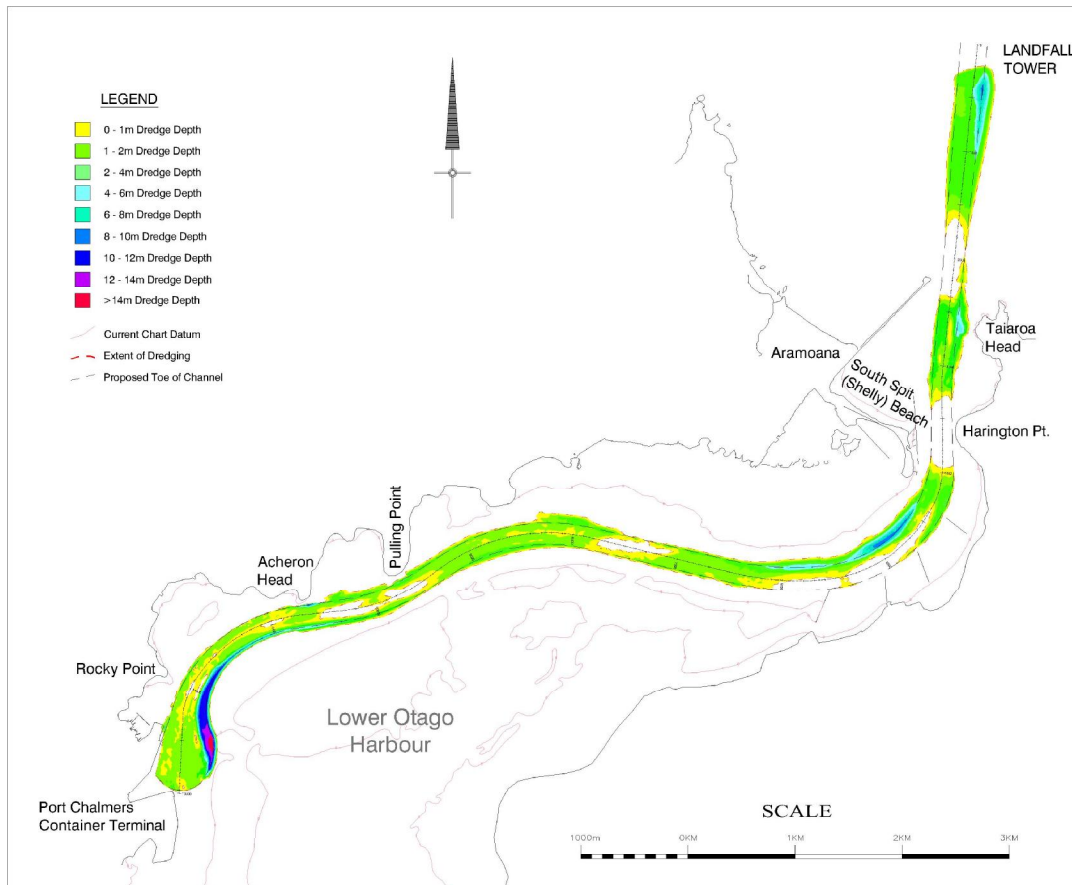 LANDFALL
TOWER
LEGEND
0 - 1m Dredge Depth
1 - 2m Dredge Depth
2 - 4m Dredge Depth
4 - 6m Dredge Depth
6 - 8m Dredge Depth
8 - 10m Dredge Depth
10 - 12m Dredge Depth
12 - 14m Dredge Depth
>14m Dredge Depth
Current Chart Datum
Extent of Dredging
Proposed Toe of Channel
Taiaroa
Head
Aramoana
South Spit
(Shelly) Beach
Harington Pt.
Pulling Point
Acheron
Head
Rocky Point
Lower Otago
Harbour
Port Chalmers
Container Terminal
SCALE
1000m 0KM 1KM 2KM 3KM